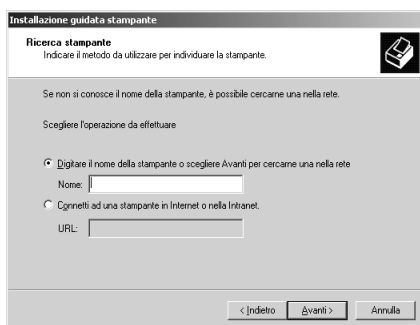 Installazione guidata stampante
Ricerca stampante
Indicare il metodo da utilizzare per individuare la stampante.
Se non si conosce il nome della stampante, è possibile cercarne una nella rete.
Scegliere l'operazione da effettuare
Digitare il nome della stampante o scegliere Avanti per cercarne una nella rete
Nome:
Connetti ad una stampante in Internet o nella Intranet.
URL:
< Indietro Avanti > Annulla